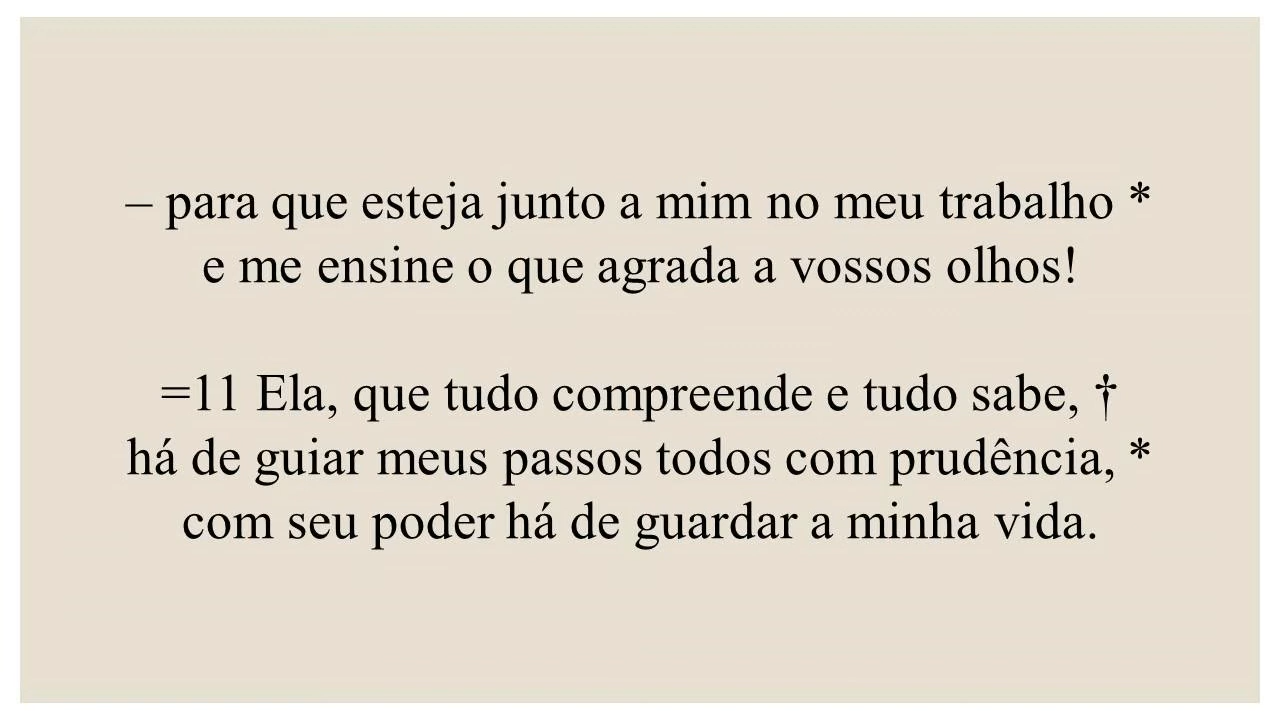 – para que esteja junto a mim no meu trabalho *
e me ensine o que agrada a vossos olhos!
=11 Ela, que tudo compreende e tudo sabe, †
há de guiar meus passos todos com prudência, *
com seu poder há de guardar a minha vida.